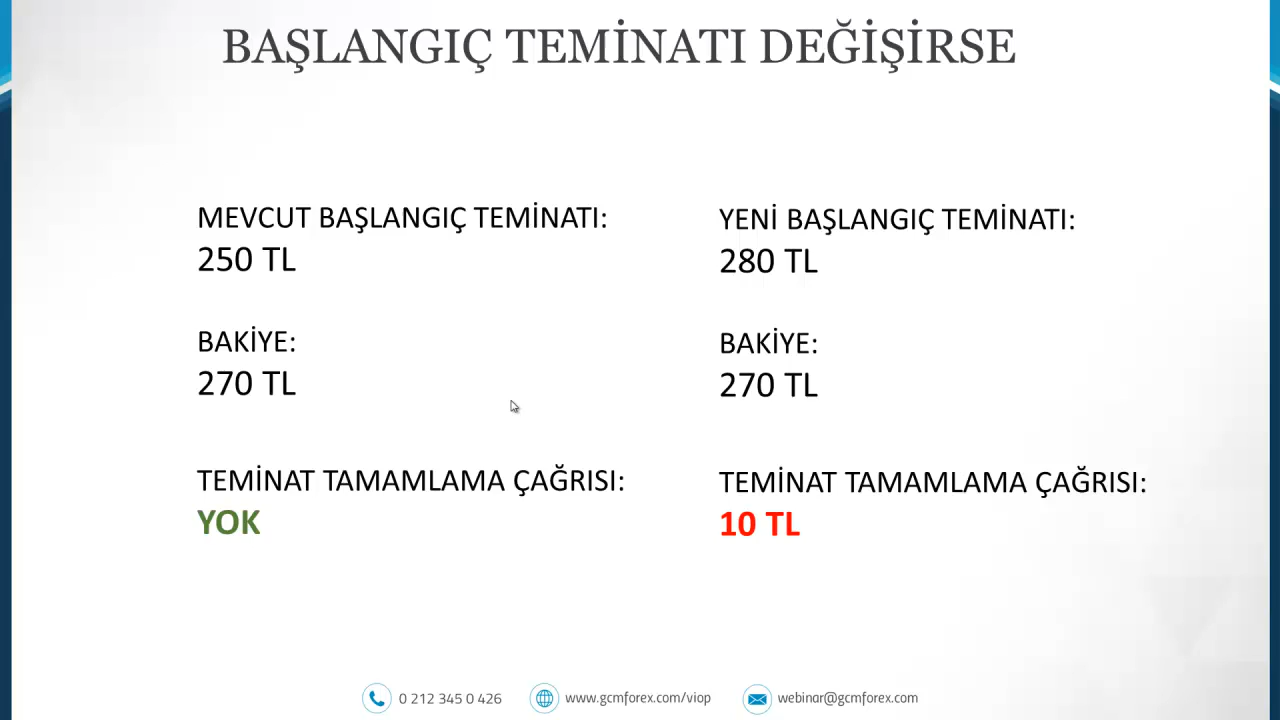 BAŞLANGIÇ TEMİNATI DEĞİŞİRSE
MEVCUT BAŞLANGIÇ TEMİNATI:
250 TL
BAKİYE:
270 TL
TEMİNAT TAMAMLAMA ÇAĞRISI:
YOK
YENİ BAŞLANGIÇ TEMİNATI:
280 TL
BAKİYE:
270 TL
TEMİNAT TAMAMLAMA ÇAĞRISI:
10 TL
0 212 345 0 426
www.gcmforex.com/viop
webinar@gcmforex.com